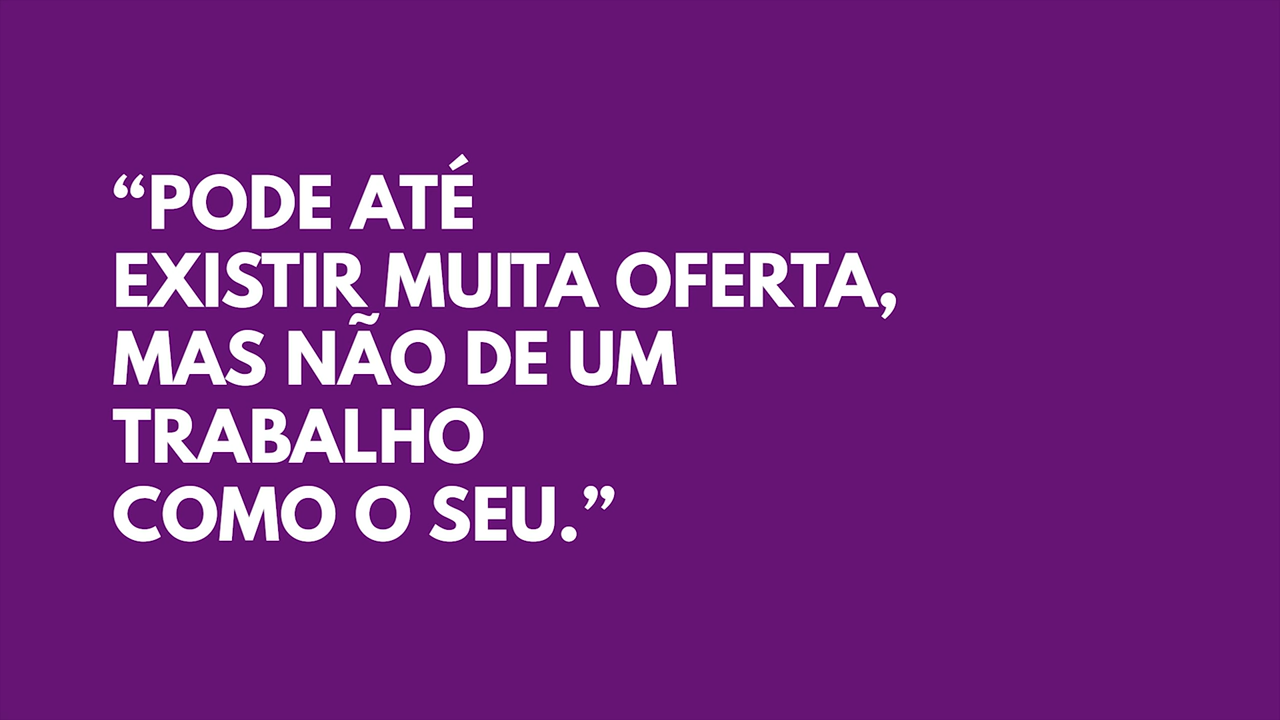 “PODE ATÉ
EXISTIR MUITA OFERTA,
MAS NÃO DE UM
TRABALHO
COMO O SEU.”